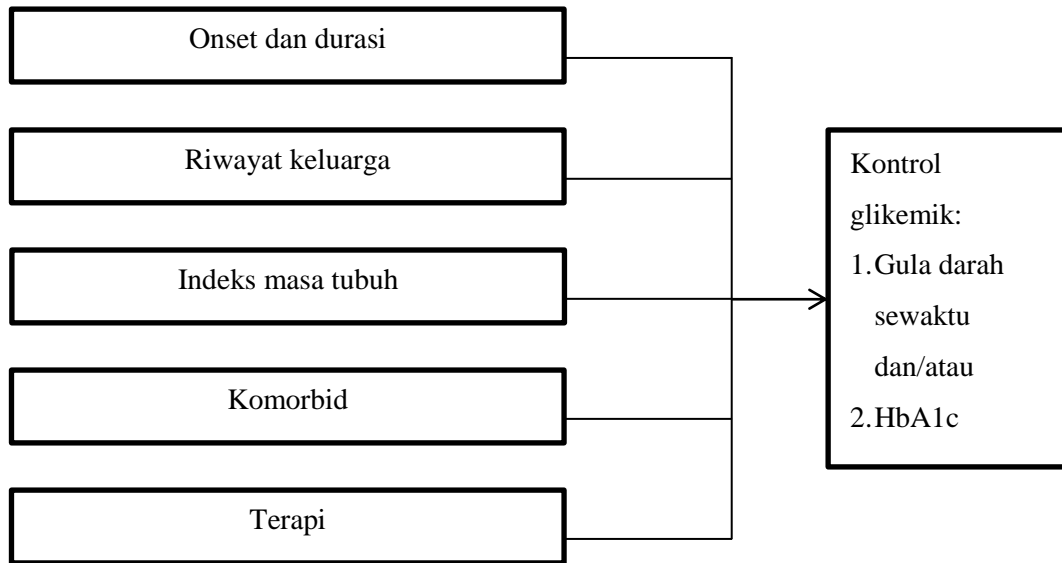 Onset dan durasi
Riwayat keluarga
Indeks masa tubuh
Komorbid
Terapi
Kontrol
glikemik:
1. Gula darah
sewaktu
dan/atau
2. HbA1c